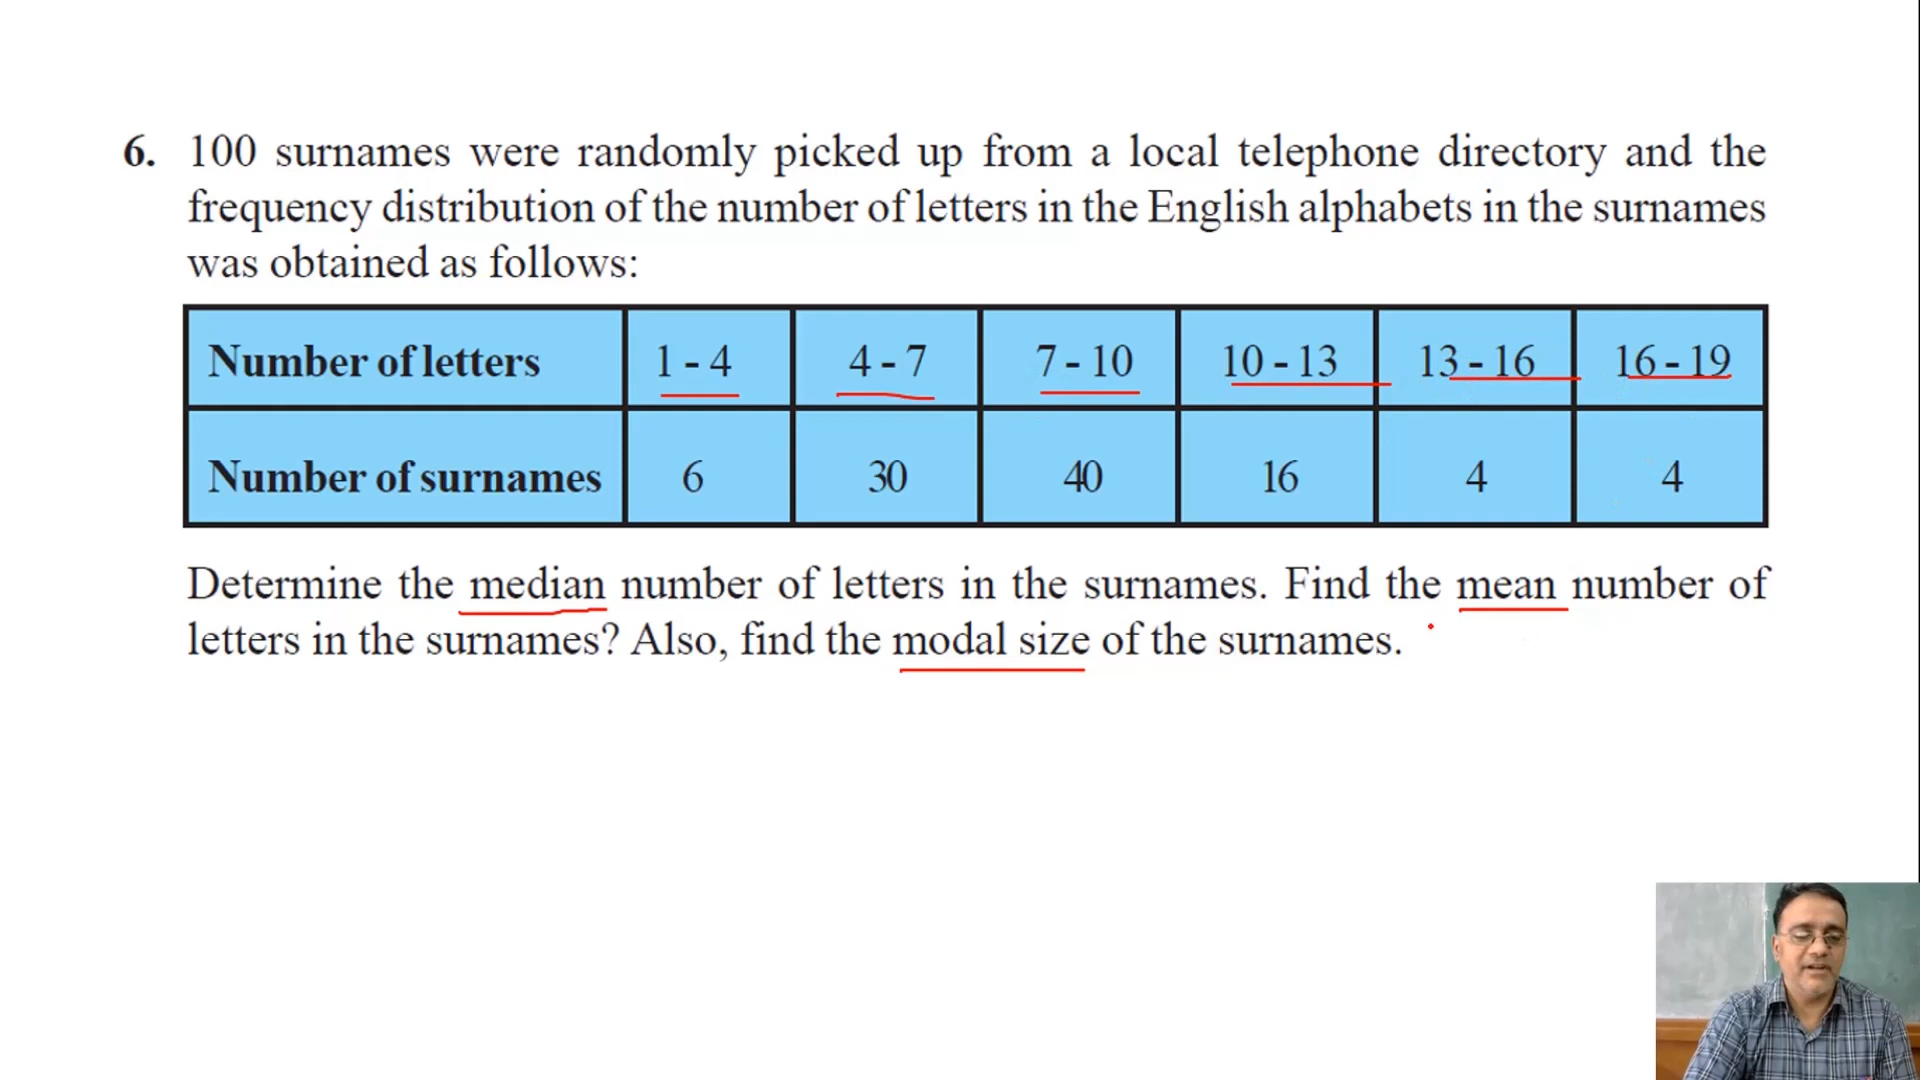 6. 100 surnames were randomly picked up from a local telephone directory and the
frequency distribution of the number of letters in the English alphabets in the surnames
was obtained as follows:
Number of letters 1 - 4 4 - 7 7 - 10 10 - 13 13 - 16 16 - 19
Number of surnames 6 30 40 16 4 4
Determine the median number of letters in the surnames. Find the mean number of
letters in the surnames? Also, find the modal size of the surnames.